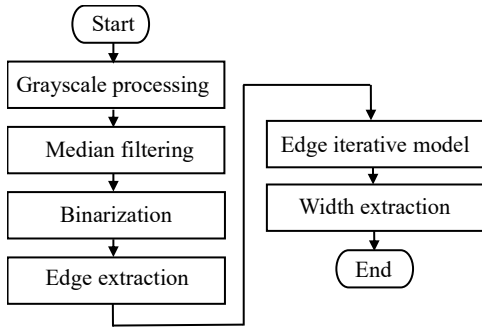 Start
Grayscale processing
Median filtering
Binarization
Edge extraction
Edge iterative model
Width extraction
End